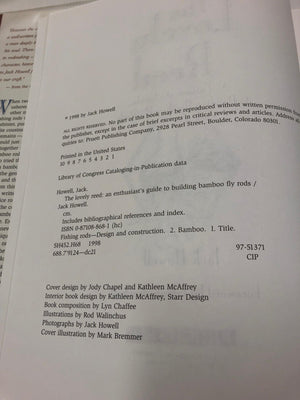 © 1998 by Jack Howell
ALL RIGHTS RESERVED. No part of this book may be reproduced without written permission
the publisher, except in the case of brief excerpts in critical reviews and articles. Address
quiries to: Pruett Publishing Company, 2928 Pearl Street, Boulder, Colorado 80301.
Printed in the United States
10 9 8 7 6 5 4 3 2 1
Library of Congress Cataloging-in-Publication data
Howell, Jack.
The lovely reed: an enthusiast's guide to building bamboo fly rods /
Jack Howell.
cm.
Includes bibliographical references and index.
ISBN 0-87108-868-1 (hc)
Fishing rods—Design and construction. 2. Bamboo. 1. Title.
SH452.H68 1998
97-51371
688.7'9124—dc21
CIP
Cover design by Jody Chapel and Kathleen McAffrey
Interior book design by Kathleen McAffrey, Starr Design
Book composition by Lyn Chaffee
Illustrations by Rod Walinchus
Photographs by Jack Howell
Cover illustration by Mark Bremmer